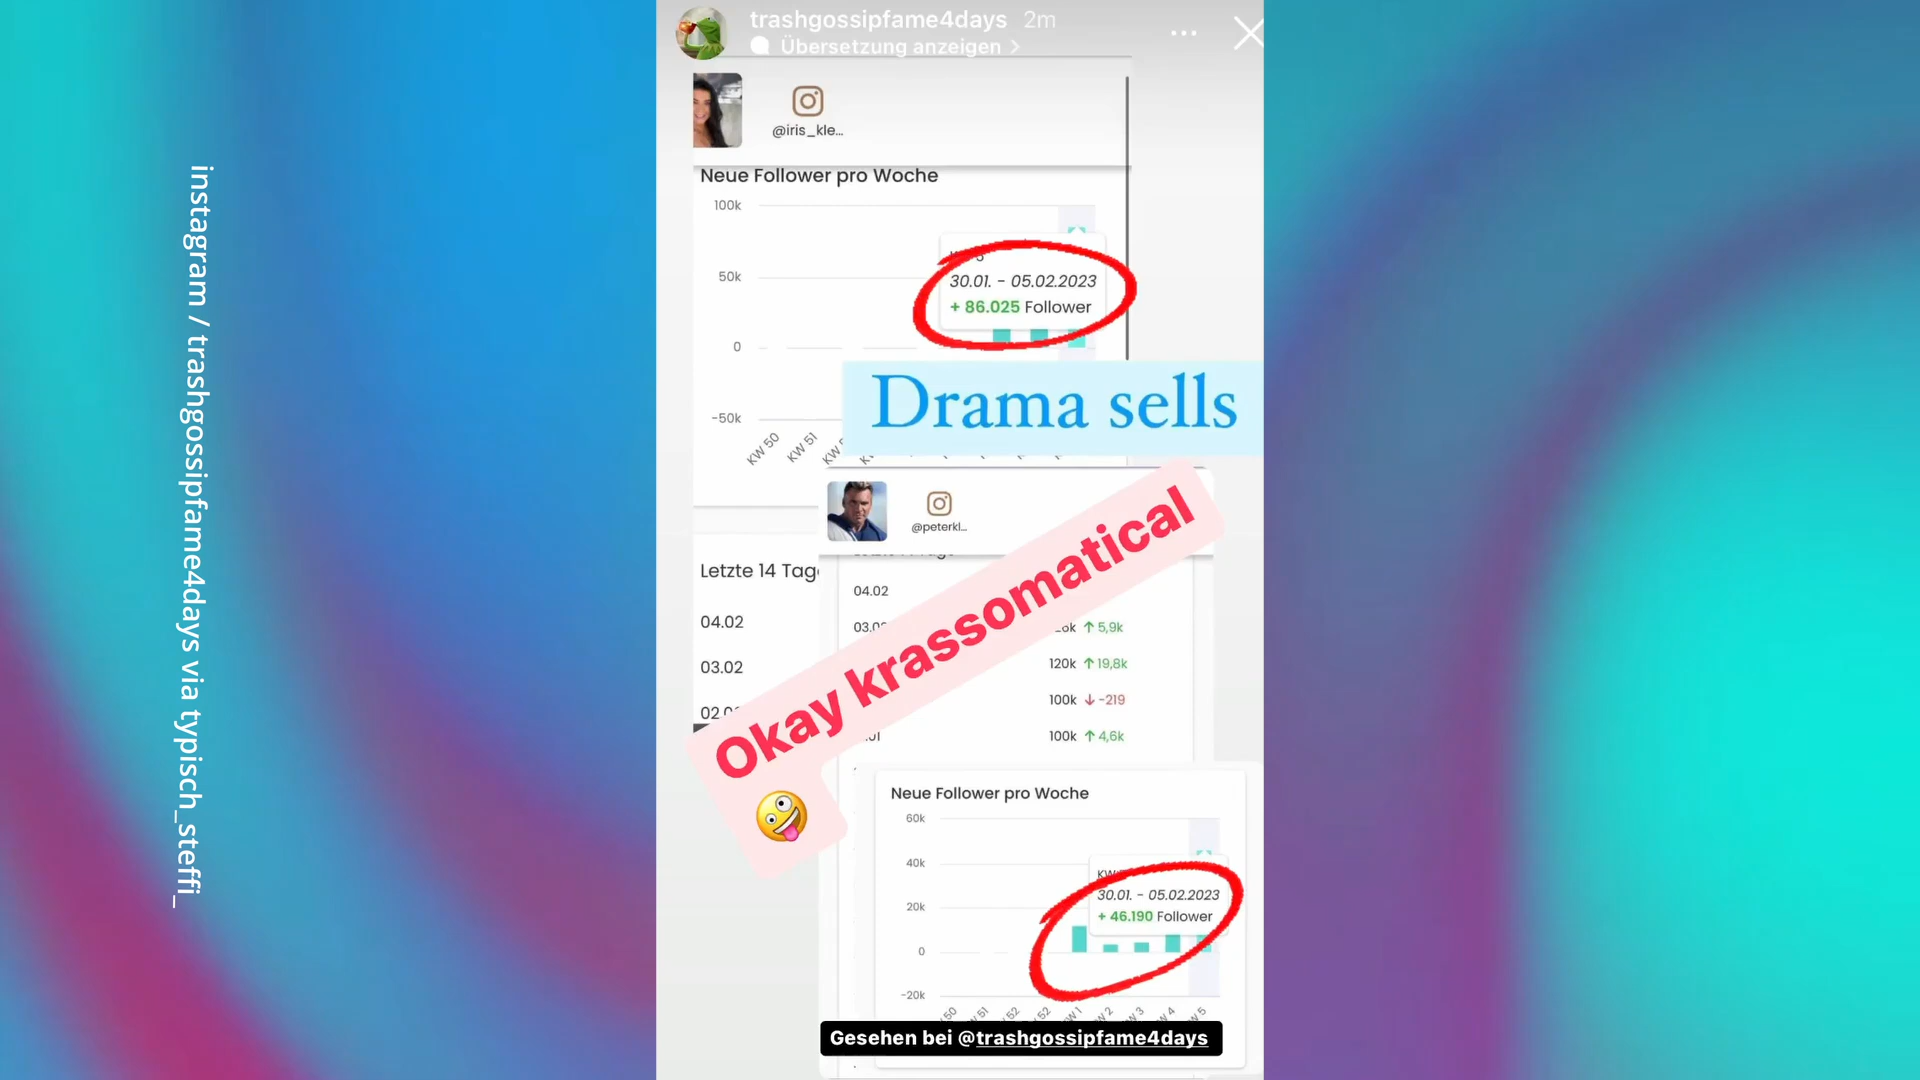 instagram / trashgossipfame4days via typisch_steffi_
trashgossipfame4days 2m
Übersetzung anzeigen
@iris_kle...
Neue Follower pro Woche
100k
50k
0
-50k
30.01. - 05.02.2023
+ 86.025 Follower
KW 50
KW 51
Drama sells
@peterkl...
Letzte 14 Tag
04.02
03.02
04.02
5,9k
120k 19,8k
100k -219
100k 4,6k
Okay krassomatical
Neue Follower pro Woche
60k
40k
20k
0
-20k
30.01. - 05.02.2023
+ 46.190 Follower
Gesehen bei @trashgossipfame4days